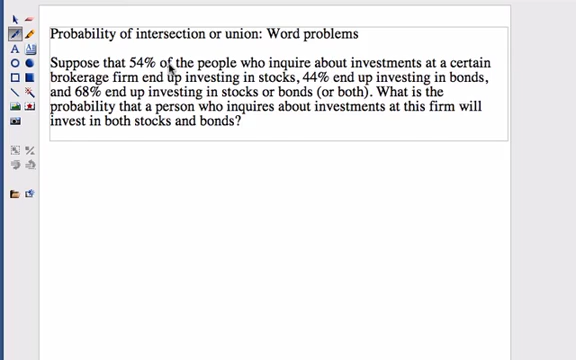 Probability of intersection or union: Word problems
Suppose that 54% of the people who inquire about investments at a certain
brokerage firm end up investing in stocks, 44% end up investing in bonds,
and 68% end up investing in stocks or bonds (or both). What is the
probability that a person who inquires about investments at this firm will
invest in both stocks and bonds?